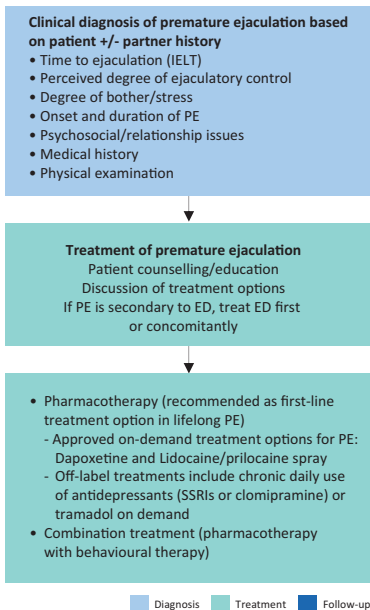 Clinical diagnosis of premature ejaculation based
on patient +/- partner history
• Time to ejaculation (IELT)
• Perceived degree of ejaculatory control
• Degree of bother/stress
• Onset and duration of PE
• Psychosocial/relationship issues
• Medical history
• Physical examination
Treatment of premature ejaculation
Patient counselling/education
Discussion of treatment options
If PE is secondary to ED, treat ED first
or concomitantly
• Pharmacotherapy (recommended as first-line
treatment option in lifelong PE)
- Approved on-demand treatment options for PE:
Dapoxetine and Lidocaine/prilocaine spray
- Off-label treatments include chronic daily use
of antidepressants (SSRIs or clomipramine) or
tramadol on demand
• Combination treatment (pharmacotherapy
with behavioural therapy)
Diagnosis Treatment Follow-up